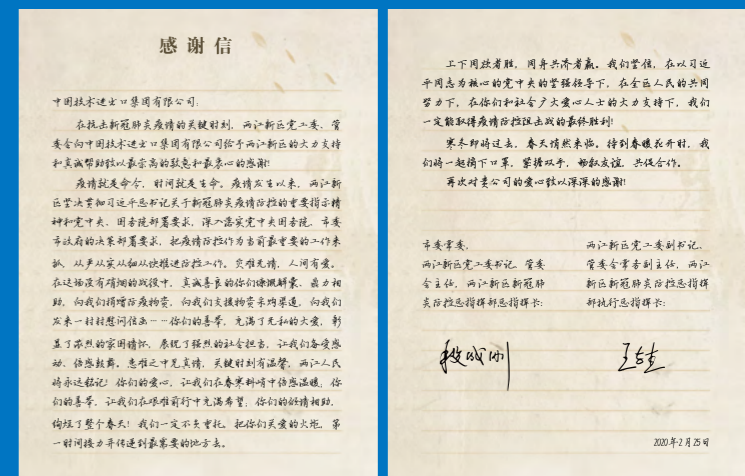 感谢信
中国技术进出口集团有限公司:
在抗击新冠肺炎疫情的关键时刻,两江新区党工委、管
委会向中国技术进出口集团有限公司给予两江新区的大力支持
和真诚帮助致以最崇高的敬意和最衷心的感谢!
疫情就是命令,时间就是生命。疫情发生以来,两江新
区坚决贯彻习近平总书记关于新冠肺炎疫情防控的重要指示精
神和党中央、国务院部署要求,深入落实党中央国务院、市委
市政府的决策部署要求,把疫情防控作为当前最重要的工作来
抓,从严从实从细从快推进防控工作。灾难无情,人间有爱。
在这场没有硝烟的战役中,真诚善良的你们慷慨解囊、鼎力相
助,向我们捐赠防疫物资,向我们支援物资采购渠道,向我们
发来一封封慰问信函……你们的善举,充满了无私的大爱,彰
显了浓烈的家国情怀,展现了强烈的社会担当,让我们备受感
动、倍感鼓舞。患难之中见真情,关键时刻有温馨,两江人民
将永远铭记!你们的爱心,让我们在春寒料峭中倍感温暖,你
们的善举,让我们在艰难前行中充满希望,你们的倾情相助,
绚烂了整个春天!我们一定不负重托,把你们关爱的火炬,第
一时间接力并传递到最需要的地方去。
上下同欲者胜,同舟共济者赢。我们坚信,在以习近
平同志为核心的党中央的坚强领导下,在全区人民的共同
努力下,在你们和社会广大爱心人士的大力支持下,我们
一定能取得疫情防控阻击战的最终胜利!
寒冬即将过去,春天悄然来临。待到春暖花开时,我
们将一起摘下口罩,紧握双手,畅叙友谊,共促合作。
再次对贵公司的爱心致以深深的感谢!
市委常委、
两江新区党工委书记、管委
会主任、两江新区新冠肺
炎防控总指挥部总指挥长:
两江新区党工委副书记、
管委会常务副主任、两江
新区新冠肺炎防控总指挥
部执行总指挥长:
段成刚
王志杰
2020年2月25日